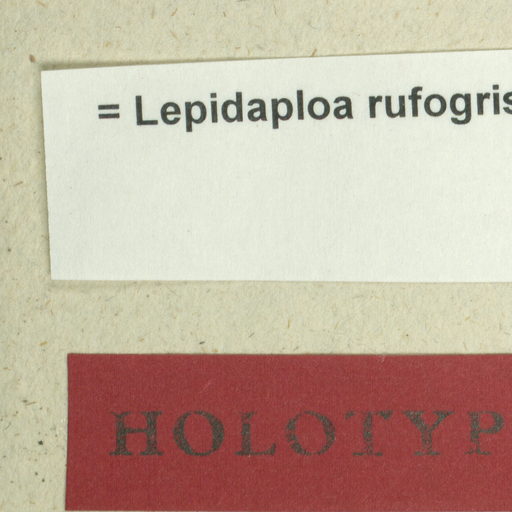 = Lepidaploa rufogris
HOLOTYP